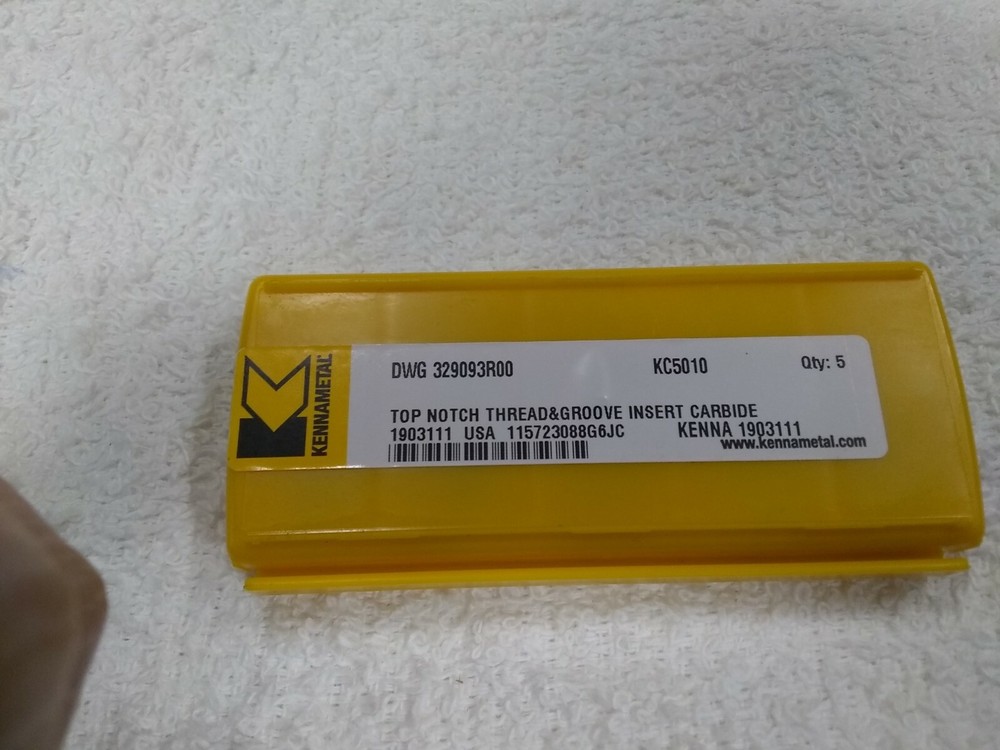 KENNAMETAL
DWG 329093R00 KC5010 Qty: 5
TOP NOTCH THREAD&GROOVE INSERT CARBIDE
1903111 USA 115723088G6JC KENNA 1903111
www.kennametal.com